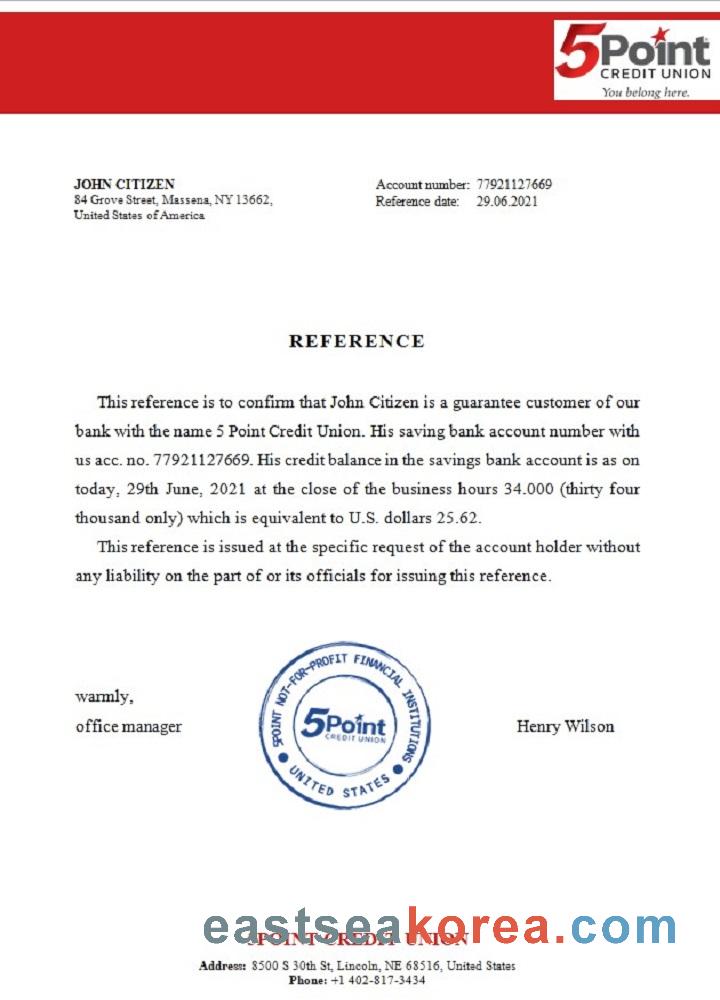 5Point
CREDIT UNION
You belong here.
JOHN CITIZEN
84 Grove Street, Massena, NY 13662,
United States of America
Account number: 77921127669
Reference date: 29.06.2021
REFERENCE
This reference is to confirm that John Citizen is a guarantee customer of our
bank with the name 5 Point Credit Union. His saving bank account number with
us acc. no. 77921127669. His credit balance in the savings bank account is as on
today, 29th June, 2021 at the close of the business hours 34.000 (thirty four
thousand only) which is equivalent to U.S. dollars 25.62.
This reference is issued at the specific request of the account holder without
any liability on the part of or its officials for issuing this reference.
warmly,
office manager
5POINT NOT-FOR-PROFIT FINANCIAL INSTITUTIONS
5Point
CREDIT UNION
UNITED STATES
Henry Wilson
eastseakorea.com
5POINT CREDIT UNION
Address: 8500 S 30th St, Lincoln, NE 68516, United States
Phone: +1 402-817-3434